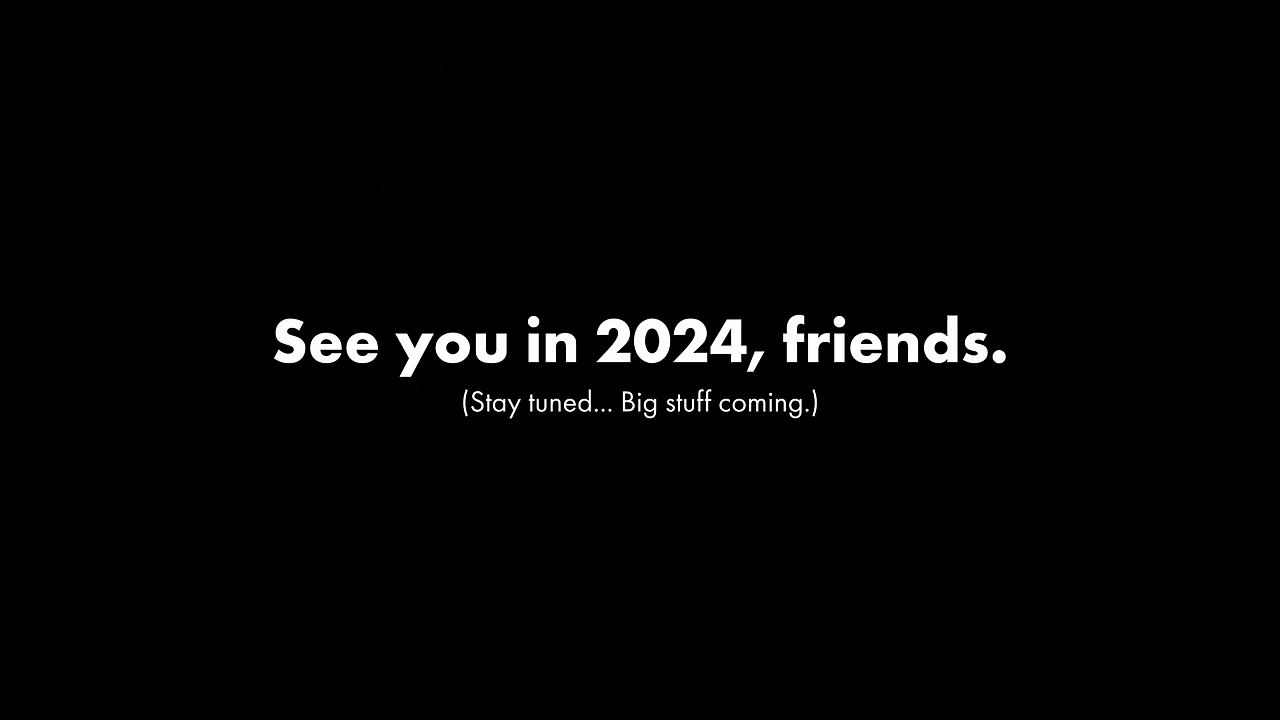 See you in 2024, friends.
(Stay tuned... Big stuff coming.)